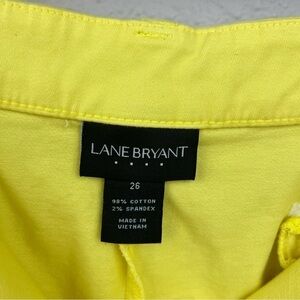 LANE BRYANT
26
98% COTTON
2% SPANDEX
MADE IN
VIETNAM